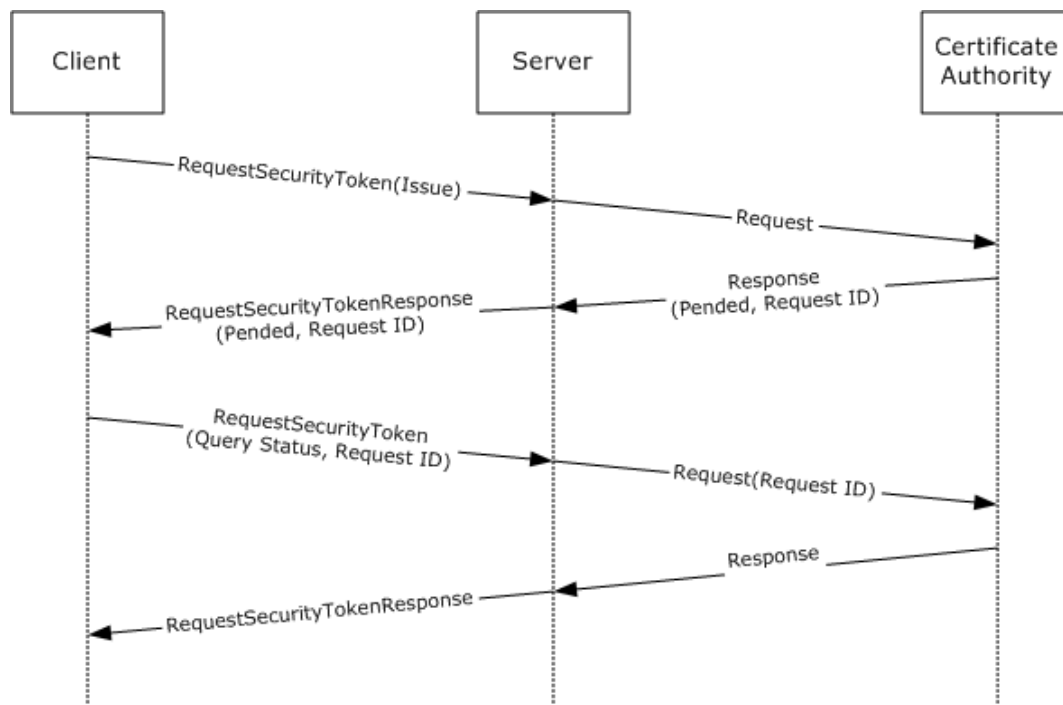 Client
Server
Certificate
Authority
RequestSecurityToken(Issue)
Request
Response
(Pended, Request ID)
RequestSecurityTokenResponse
(Pended, Request ID)
RequestSecurityToken
(Query Status, Request ID)
Request(Request ID)
Response
RequestSecurityTokenResponse